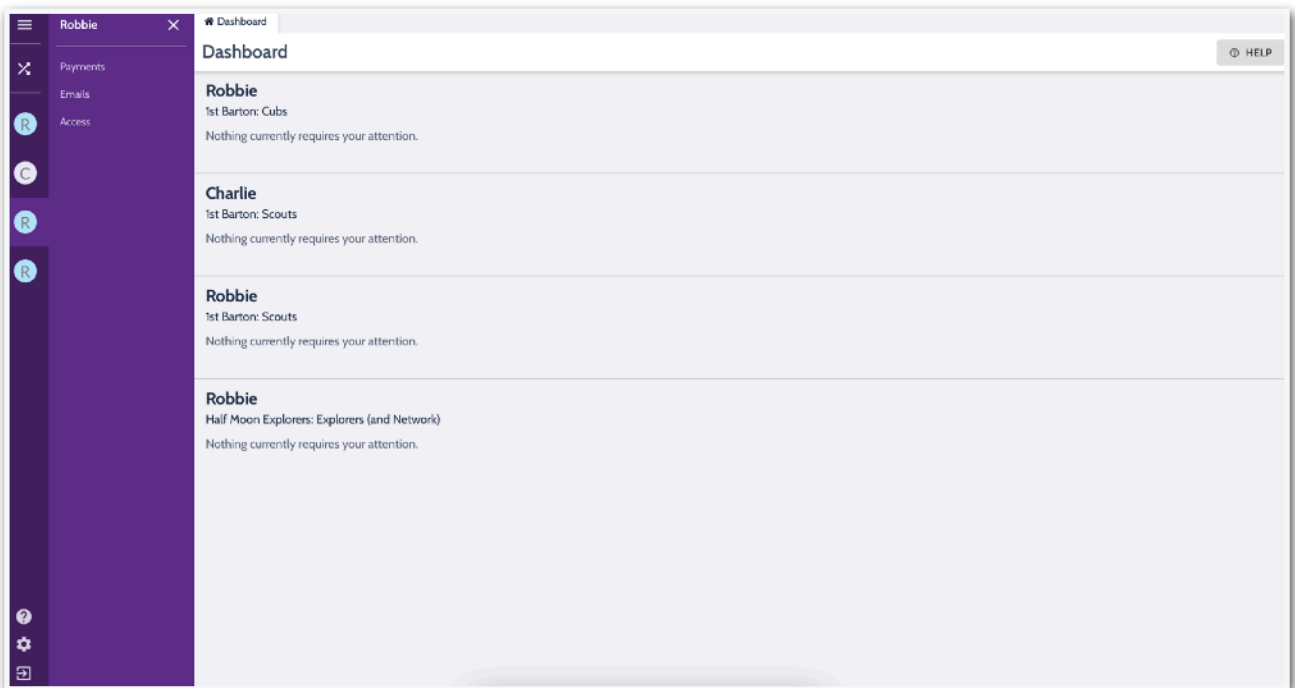 Robbie
Payments
Emails
Access
R
C
R
R
Dashboard
Dashboard
HELP
Robbie
1st Barton: Cubs
Nothing currently requires your attention.
Charlie
1st Barton: Scouts
Nothing currently requires your attention.
Robbie
1st Barton: Scouts
Nothing currently requires your attention.
Robbie
Half Moon Explorers: Explorers (and Network)
Nothing currently requires your attention.